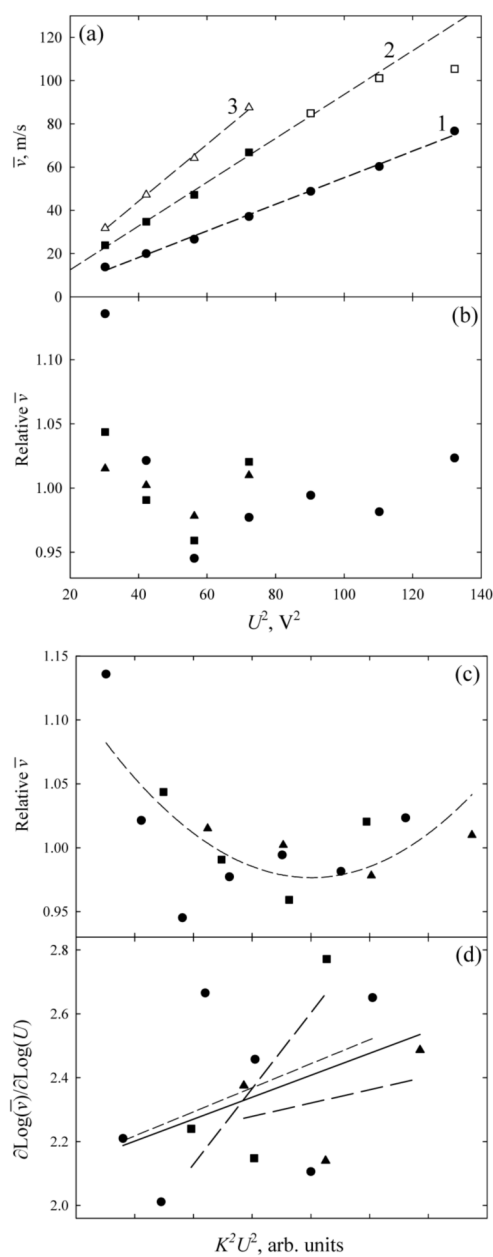 (a)
120
100
80
60
40
20
0
v̅, m/s
3
2
1
(b)
1.10
1.05
1.00
0.95
Relative v̅
20 40 60 80 100 120 140
U², V²
(c)
1.15
1.10
1.05
1.00
0.95
Relative v̅
(d)
2.8
2.6
2.4
2.2
2.0
∂Log(v̅)/∂Log(U)
K²U², arb. units